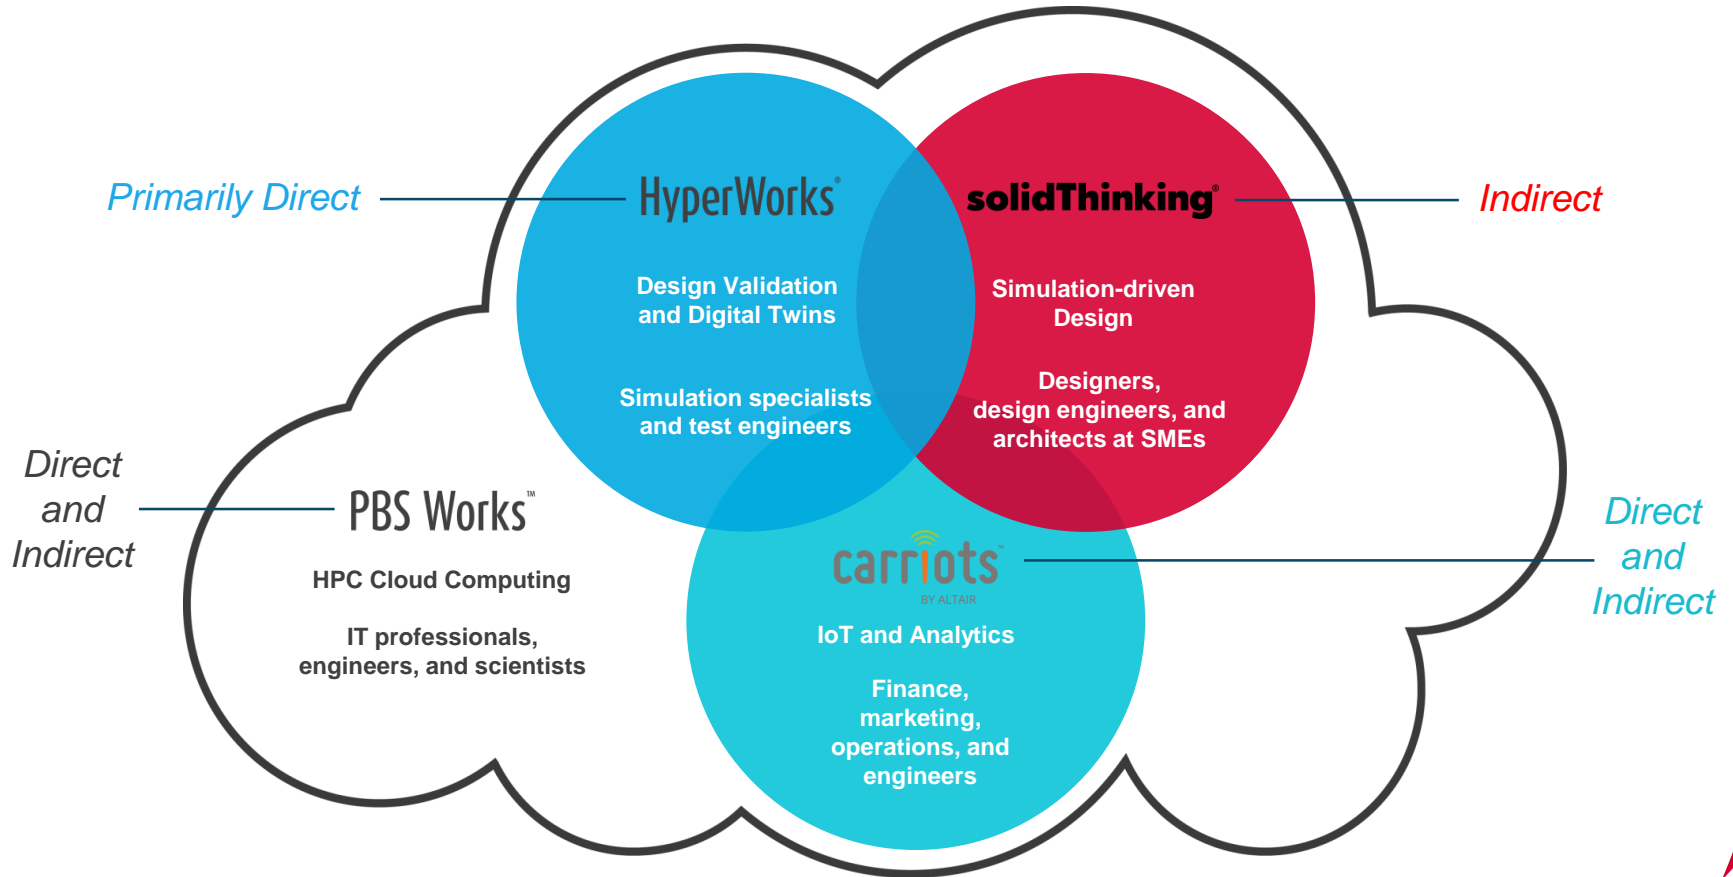 Primarily Direct
HyperWorks®
Design Validation
and Digital Twins
Simulation specialists
and test engineers
solidThinking®
Simulation-driven
Design
Designers,
design engineers, and
architects at SMEs
Indirect
Direct
and
Indirect
PBS Works™
HPC Cloud Computing
IT professionals,
engineers, and scientists
carriots™
BY ALTAIR
IoT and Analytics
Finance,
marketing,
operations, and
engineers
Direct
and
Indirect